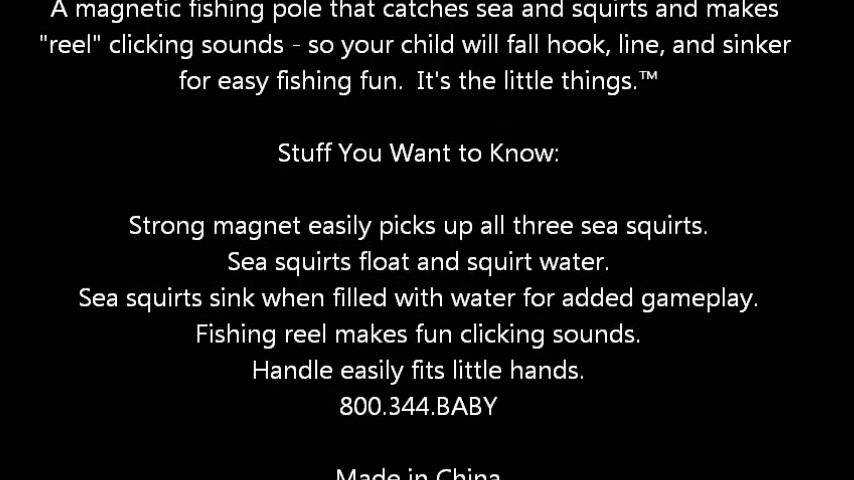 A magnetic fishing pole that catches sea and squirts and makes
"reel" clicking sounds - so your child will fall hook, line, and sinker
for easy fishing fun.  It's the little things.™
Stuff You Want to Know:
Strong magnet easily picks up all three sea squirts.
Sea squirts float and squirt water.
Sea squirts sink when filled with water for added gameplay.
Fishing reel makes fun clicking sounds.
Handle easily fits little hands.
800.344.BABY
Made in China